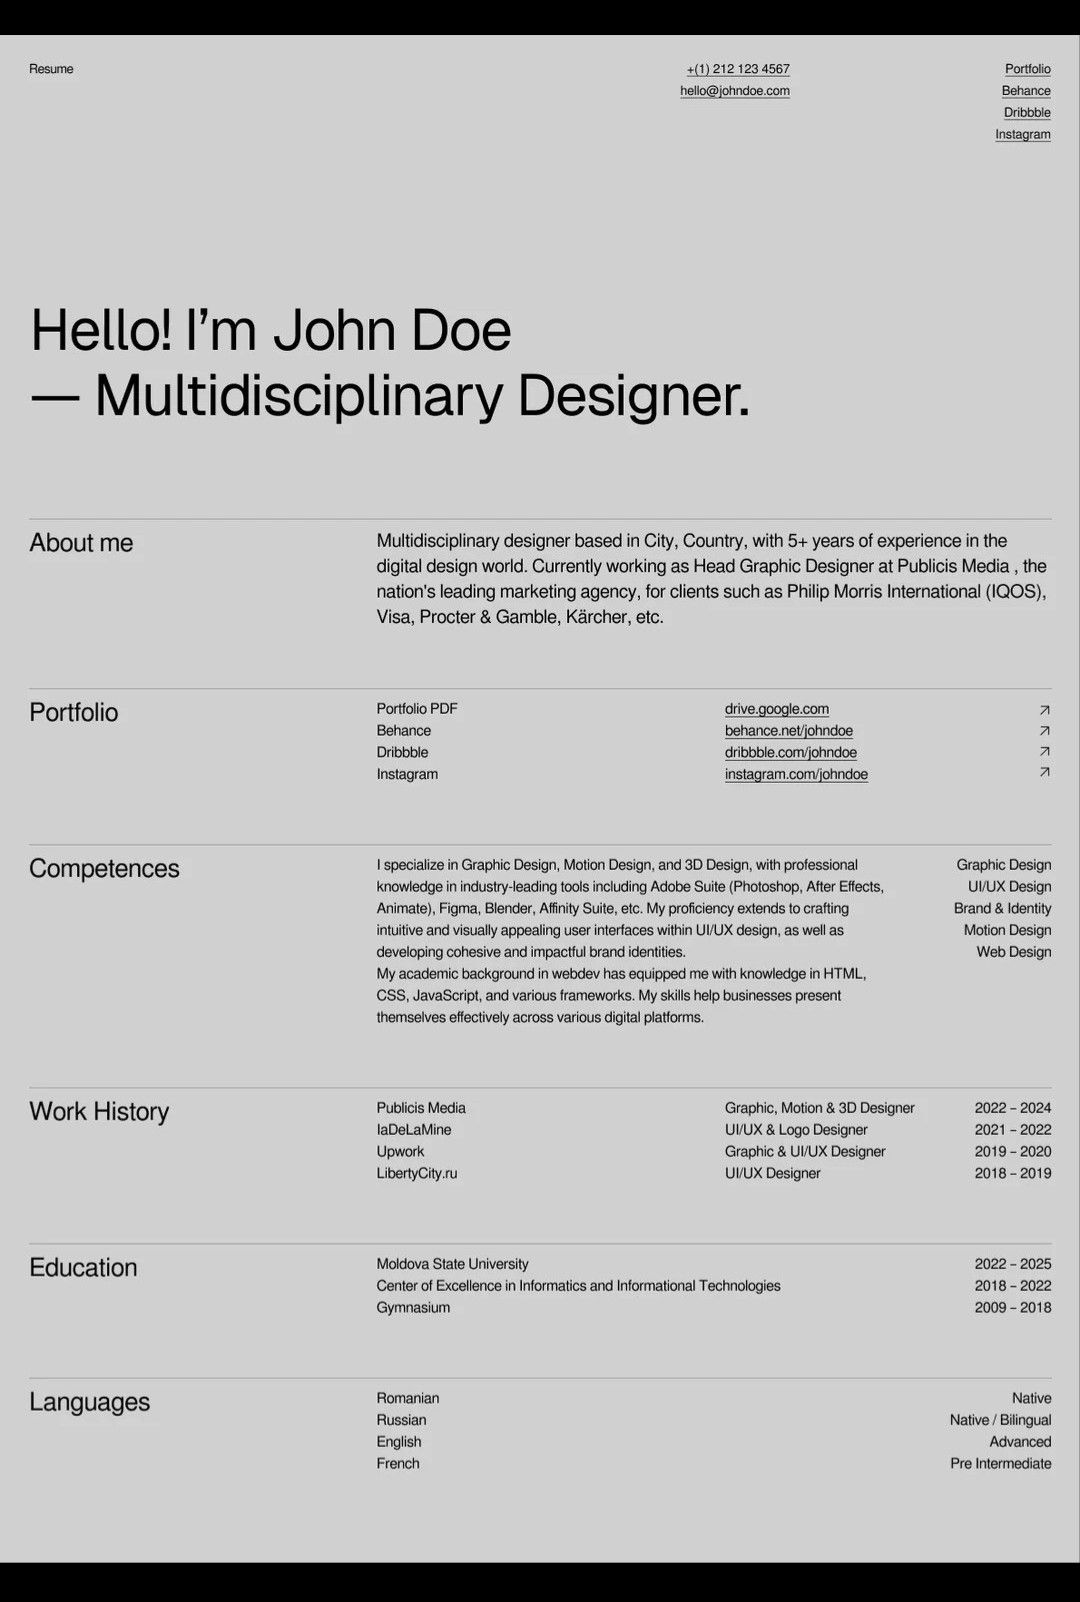 Resume
+(1) 212 123 4567
hello@johndoe.com
Portfolio
Behance
Dribbble
Instagram
Hello! I’m John Doe
— Multidisciplinary Designer.
About me
Multidisciplinary designer based in City, Country, with 5+ years of experience in the
digital design world. Currently working as Head Graphic Designer at Publicis Media , the
nation's leading marketing agency, for clients such as Philip Morris International (IQOS),
Visa, Procter & Gamble, Kärcher, etc.
Portfolio
Portfolio PDF drive.google.com ↗
Behance behance.net/johndoe ↗
Dribbble dribbble.com/johndoe ↗
Instagram instagram.com/johndoe ↗
Competences
I specialize in Graphic Design, Motion Design, and 3D Design, with professional
knowledge in industry-leading tools including Adobe Suite (Photoshop, After Effects,
Animate), Figma, Blender, Affinity Suite, etc. My proficiency extends to crafting
intuitive and visually appealing user interfaces within UI/UX design, as well as
developing cohesive and impactful brand identities.
My academic background in webdev has equipped me with knowledge in HTML,
CSS, JavaScript, and various frameworks. My skills help businesses present
themselves effectively across various digital platforms.
Graphic Design
UI/UX Design
Brand & Identity
Motion Design
Web Design
Work History
Publicis Media Graphic, Motion & 3D Designer 2022 – 2024
IaDeLaMine UI/UX & Logo Designer 2021 – 2022
Upwork Graphic & UI/UX Designer 2019 – 2020
LibertyCity.ru UI/UX Designer 2018 – 2019
Education
Moldova State University 2022 – 2025
Center of Excellence in Informatics and Informational Technologies 2018 – 2022
Gymnasium 2009 – 2018
Languages
Romanian Native
Russian Native / Bilingual
English Advanced
French Pre Intermediate